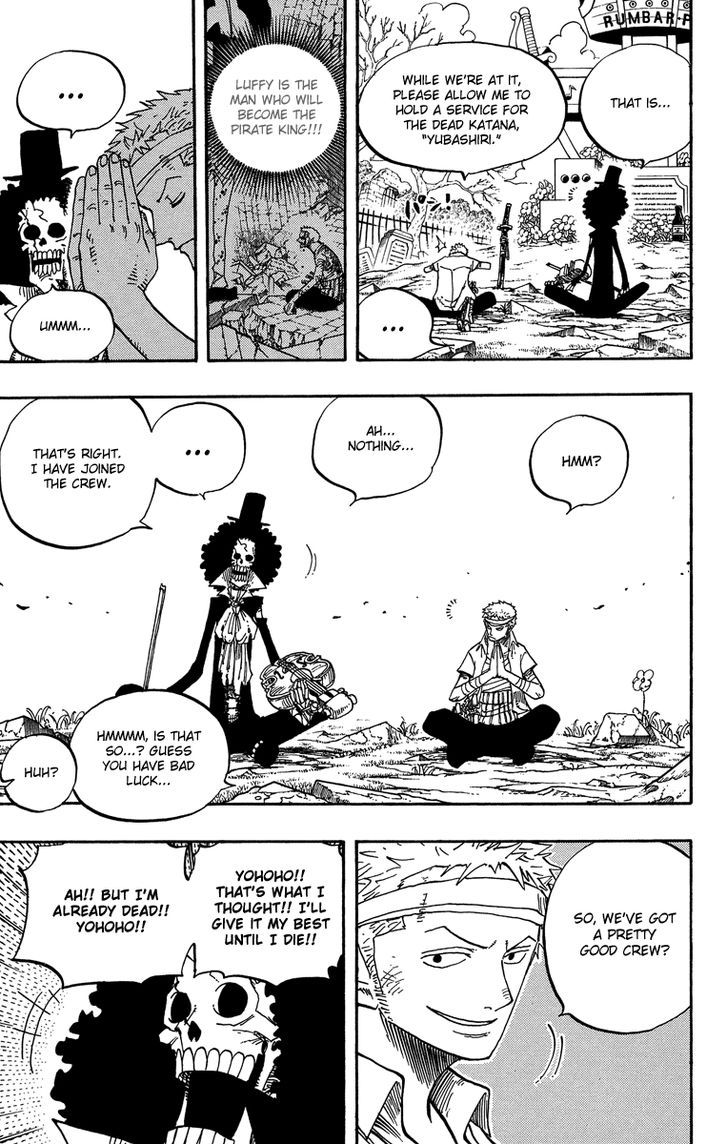 RUMBAR-P
THAT IS...
WHILE WE'RE AT IT,
PLEASE ALLOW ME TO
HOLD A SERVICE FOR
THE DEAD KATANA,
"YUBASHIRI."
...
LUFFY IS THE
MAN WHO WILL
BECOME THE
PIRATE KING!!!
...
UMMM...
HMM?
AH...
NOTHING...
...
THAT'S RIGHT.
I HAVE JOINED
THE CREW.
HMMMM, IS THAT
SO...? GUESS
YOU HAVE BAD
LUCK...
HUH?
SO, WE'VE GOT
A PRETTY
GOOD CREW?
YOHOHO!!
THAT'S WHAT I
THOUGHT!! I'LL
GIVE IT MY BEST
UNTIL I DIE!!
AH!! BUT I'M
ALREADY DEAD!!
YOHOHO!!